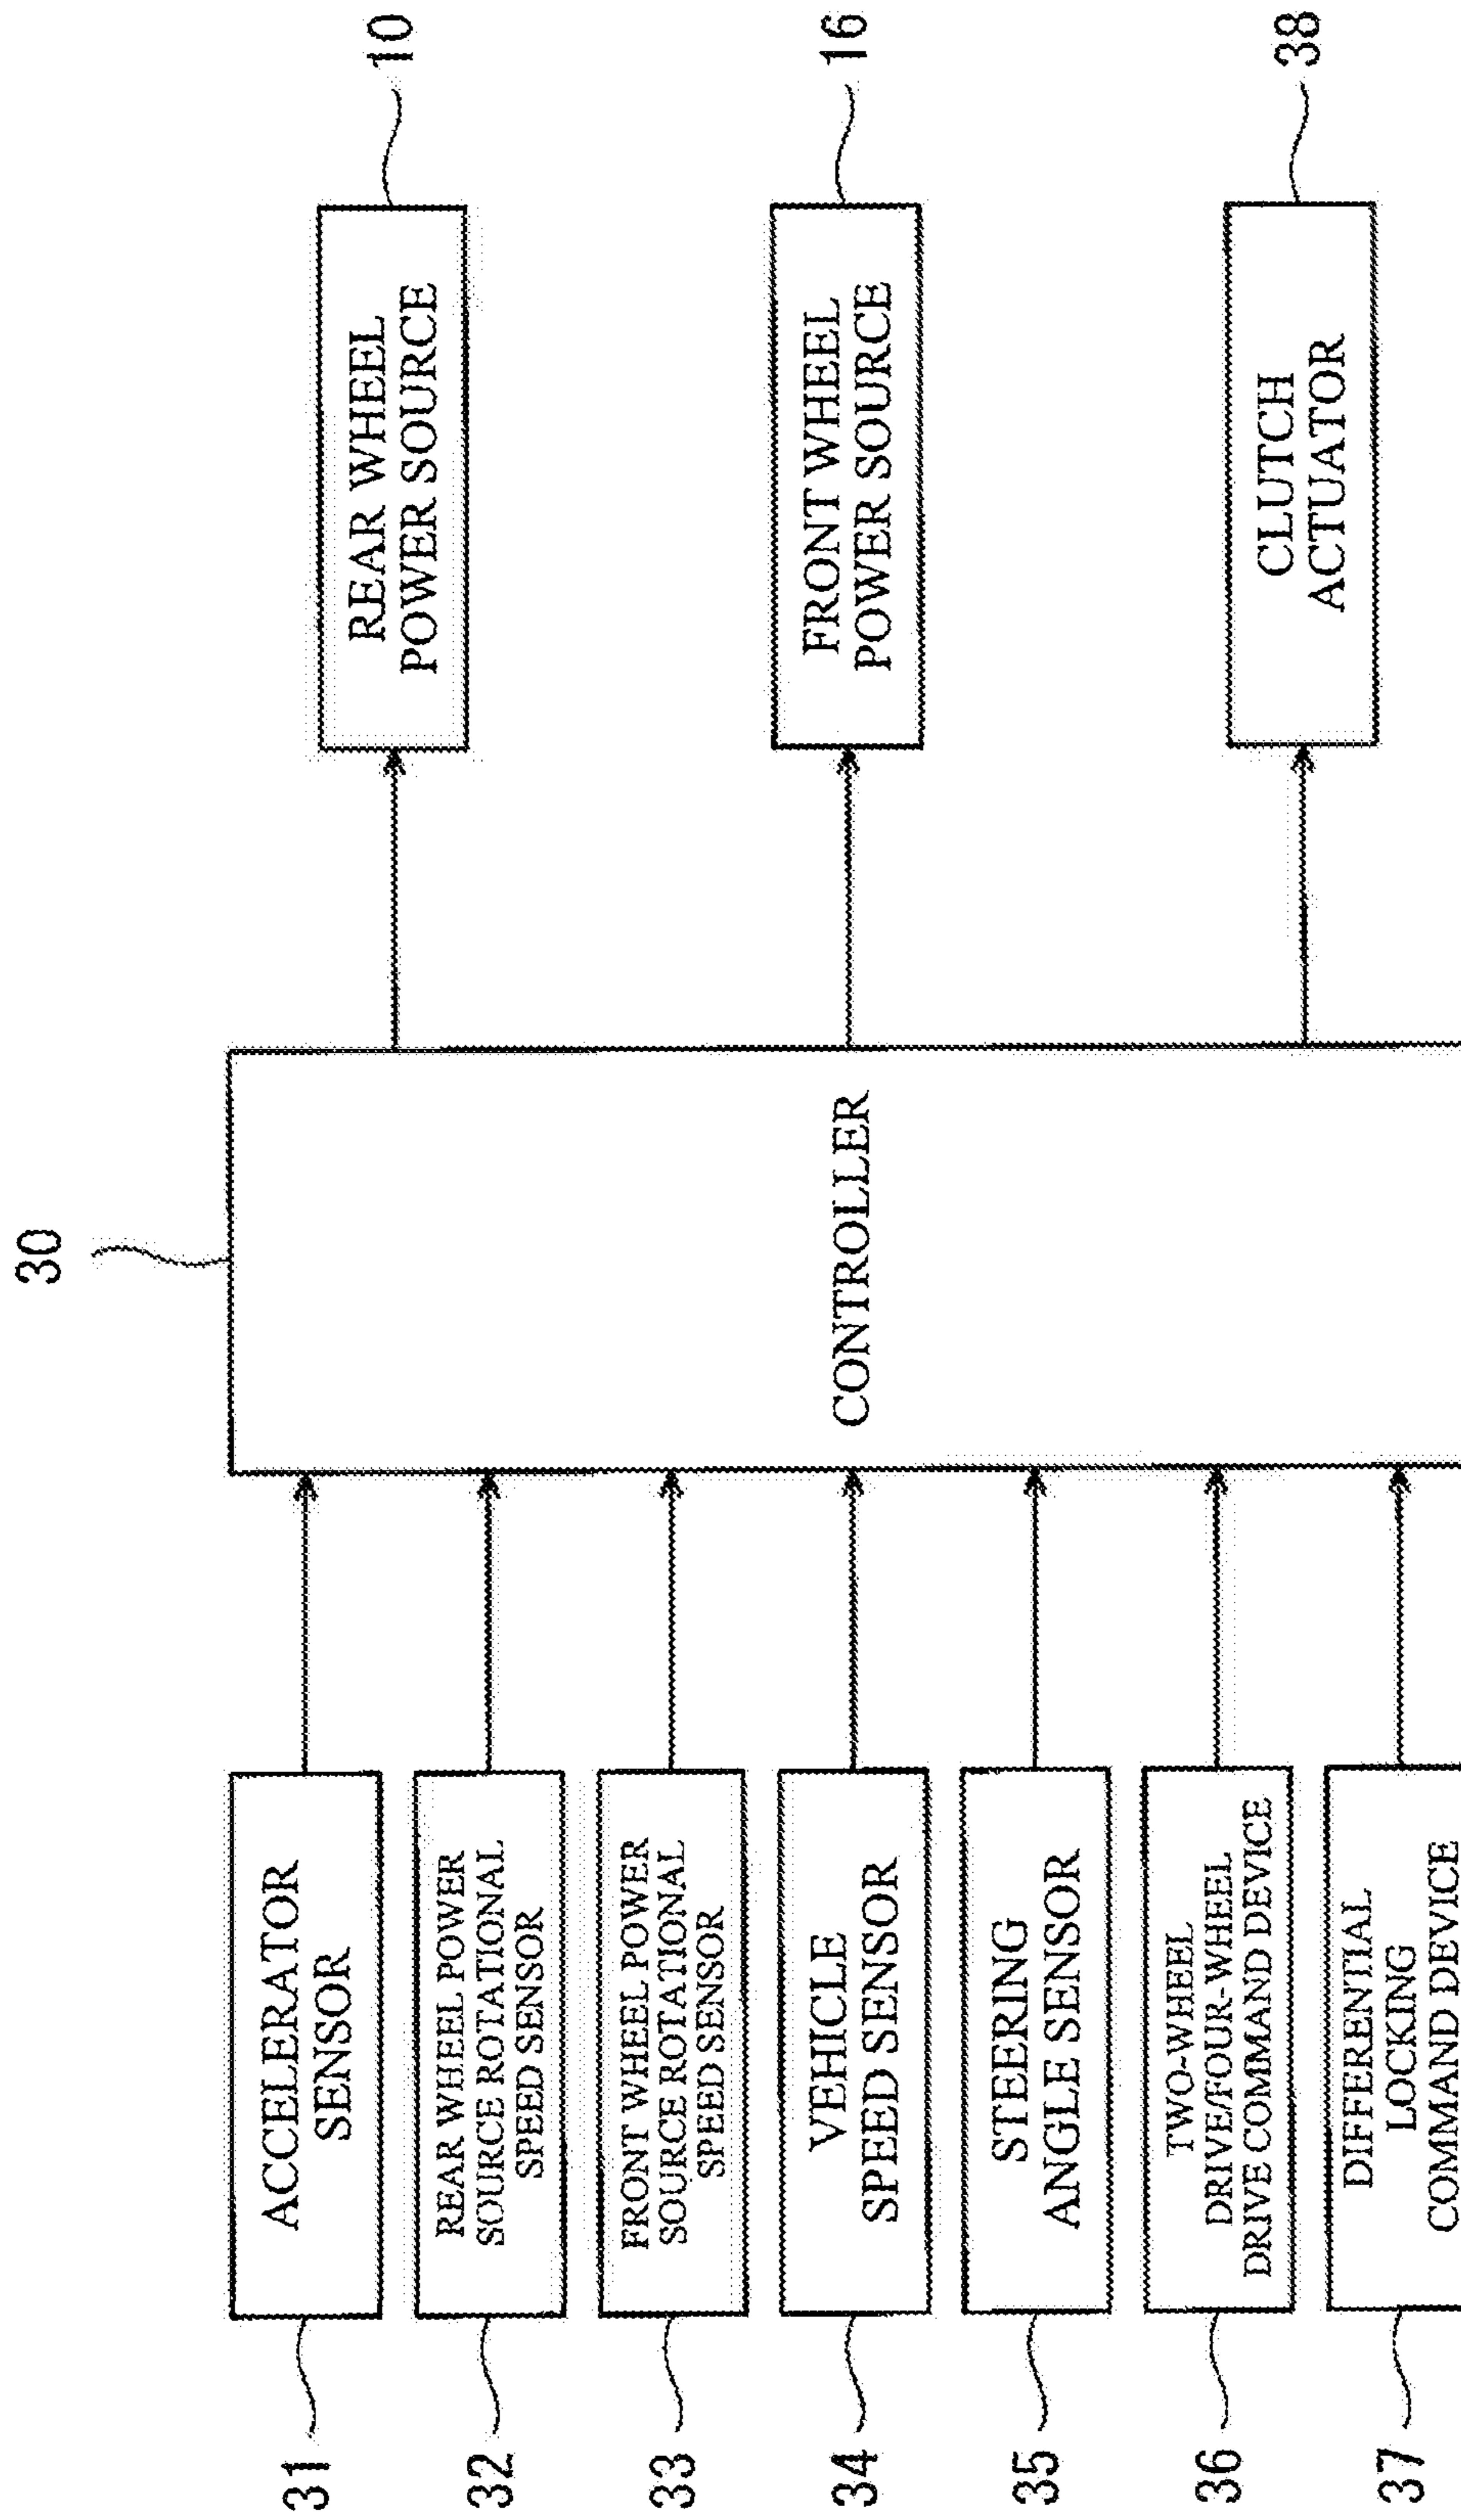 30
31
ACCELERATOR
SENSOR
32
REAR WHEEL POWER
SOURCE ROTATIONAL
SPEED SENSOR
33
FRONT WHEEL POWER
SOURCE ROTATIONAL
SPEED SENSOR
34
VEHICLE
SPEED SENSOR
35
STEERING
ANGLE SENSOR
36
TWO-WHEEL
DRIVE/FOUR-WHEEL
DRIVE COMMAND DEVICE
37
DIFFERENTIAL
LOCKING
COMMAND DEVICE
CONTROLLER
REAR WHEEL
POWER SOURCE
10
FRONT WHEEL
POWER SOURCE
16
CLUTCH
ACTUATOR
38